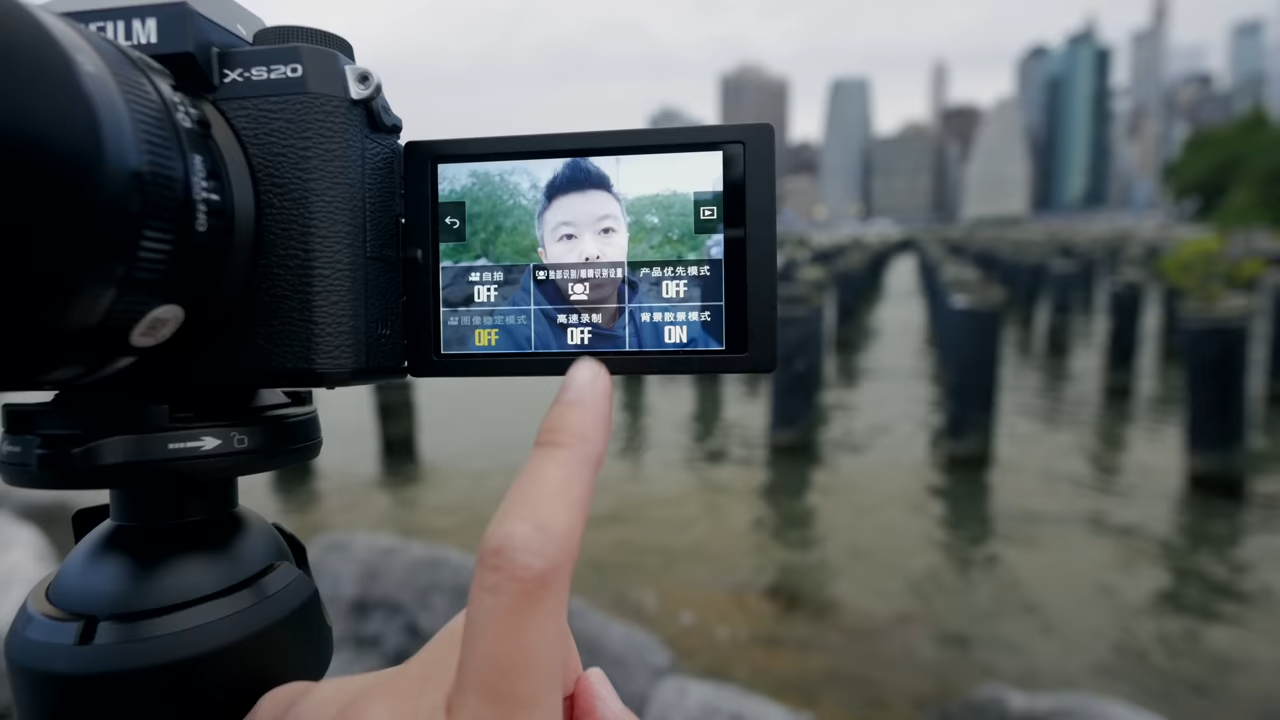 FILM
X-S20
自拍
OFF
脸部识别/眼睛识别设置
产品优先模式
OFF
图像稳定模式
OFF
高速录制
OFF
背景散景模式
ON